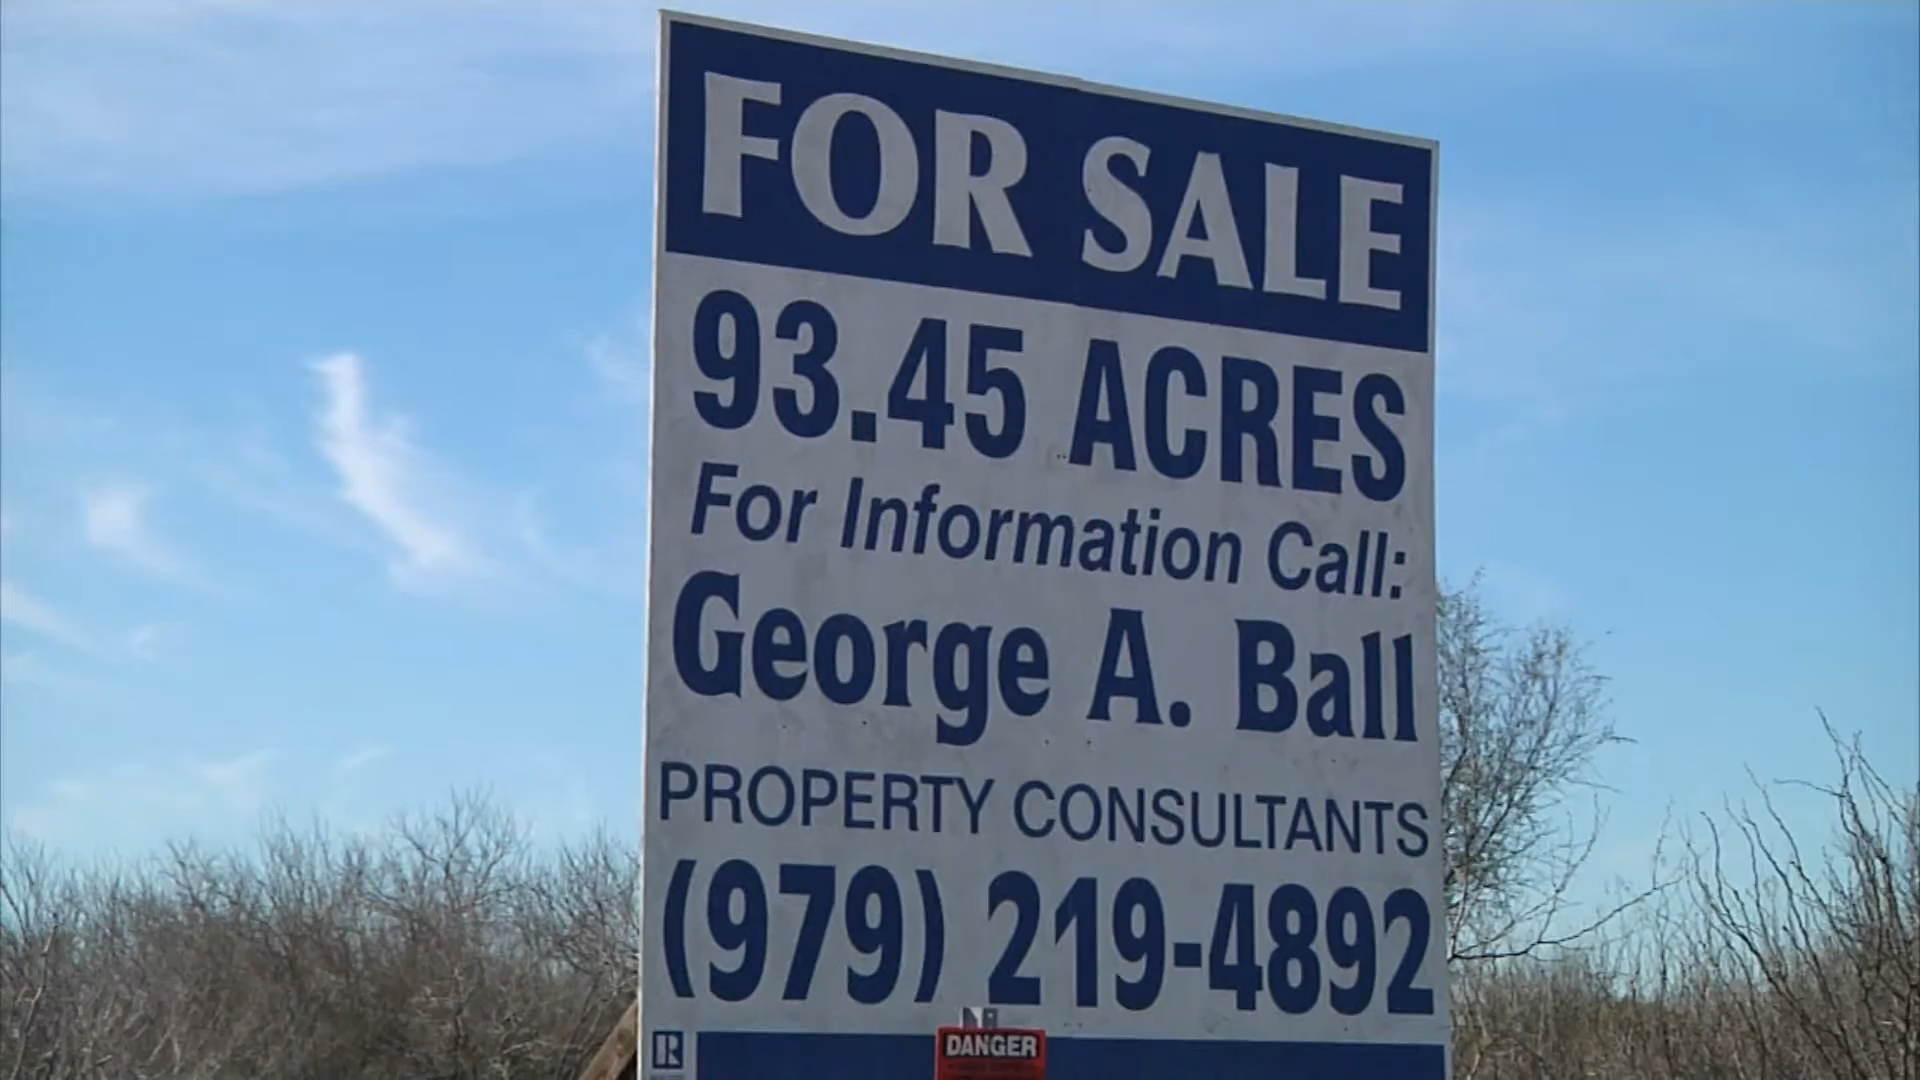 FOR SALE
93.45 ACRES
For Information Call:
George A. Ball
PROPERTY CONSULTANTS
(979) 219-4892
R
DANGER